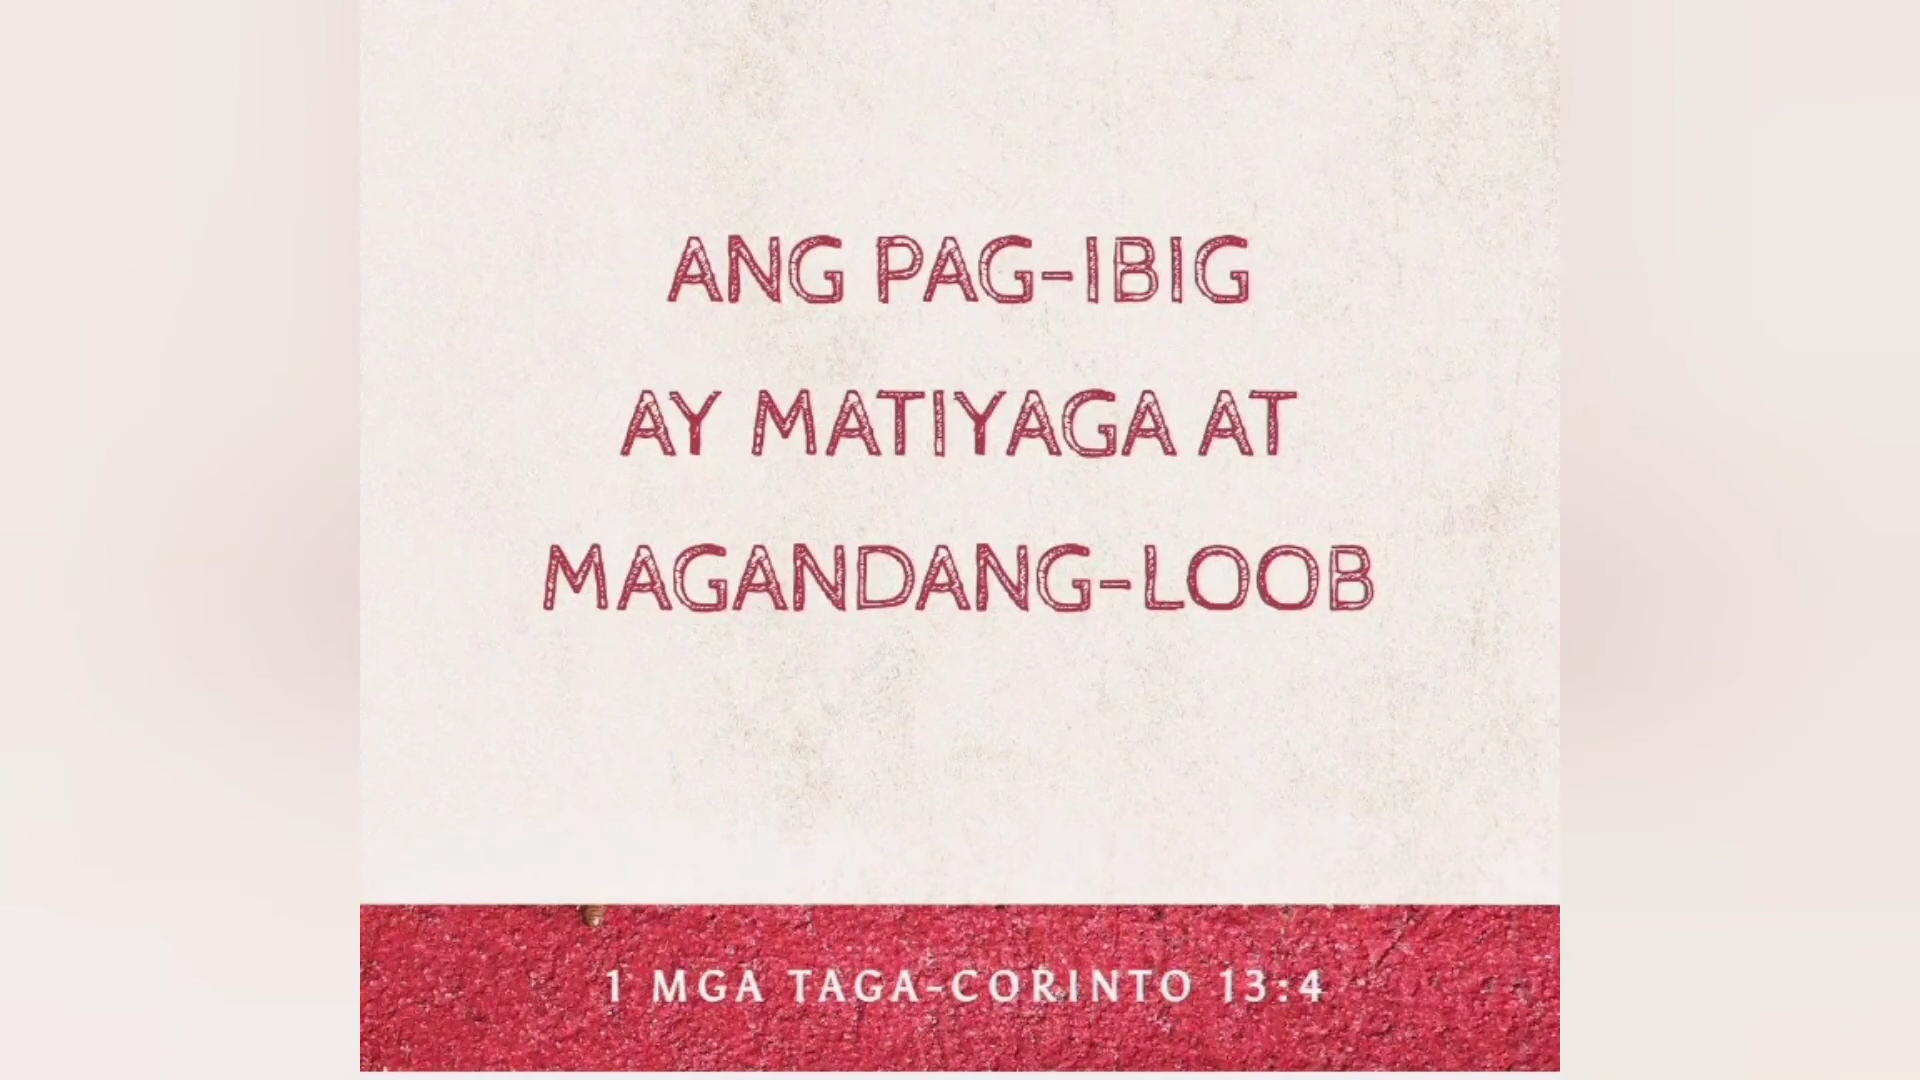 ANG PAG-IBIG
AY MATIYAGA AT
MAGANDANG-LOOB
1 MGA TAGA-CORINTO 13:4